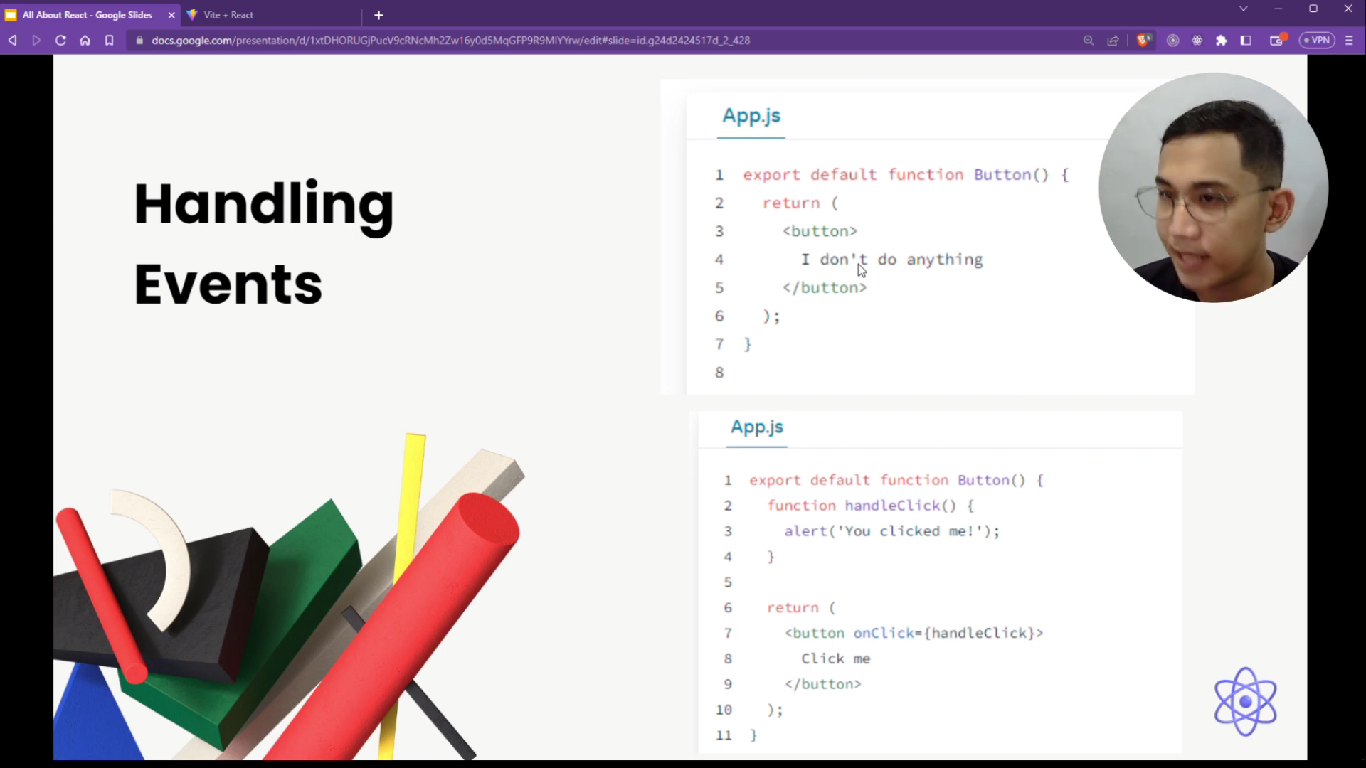 All About React - Google Slides
Vite + React
docs.google.com/presentation/d/1xtDHORUGjPucV9cRNcMh2Zw16y0d5MqGFP9R9MIYYrw/edit#slide=id.g24d2424517d_2_428
VPN
Handling
Events
App.js
1 export default function Button() {
2 return (
3 <button>
4 I don't do anything
5 </button>
6 );
7 }
8
App.js
1 export default function Button() {
2 function handleClick() {
3 alert('You clicked me!');
4 }
5
6 return (
7 <button onClick={handleClick}>
8 Click me
9 </button>
10 );
11 }